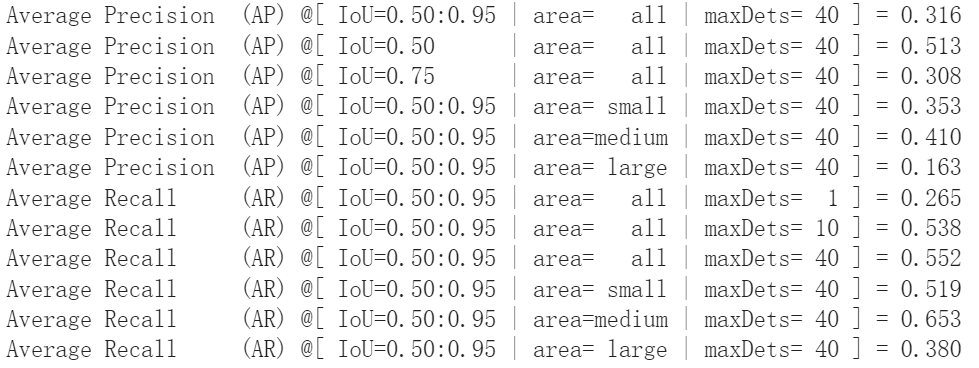 Average Precision  (AP) @[ IoU=0.50:0.95 | area=   all | maxDets= 40 ] = 0.316
Average Precision  (AP) @[ IoU=0.50      | area=   all | maxDets= 40 ] = 0.513
Average Precision  (AP) @[ IoU=0.75      | area=   all | maxDets= 40 ] = 0.308
Average Precision  (AP) @[ IoU=0.50:0.95 | area= small | maxDets= 40 ] = 0.353
Average Precision  (AP) @[ IoU=0.50:0.95 | area=medium | maxDets= 40 ] = 0.410
Average Precision  (AP) @[ IoU=0.50:0.95 | area= large | maxDets= 40 ] = 0.163
Average Recall     (AR) @[ IoU=0.50:0.95 | area=   all | maxDets=  1 ] = 0.265
Average Recall     (AR) @[ IoU=0.50:0.95 | area=   all | maxDets= 10 ] = 0.538
Average Recall     (AR) @[ IoU=0.50:0.95 | area=   all | maxDets= 40 ] = 0.552
Average Recall     (AR) @[ IoU=0.50:0.95 | area= small | maxDets= 40 ] = 0.519
Average Recall     (AR) @[ IoU=0.50:0.95 | area=medium | maxDets= 40 ] = 0.653
Average Recall     (AR) @[ IoU=0.50:0.95 | area= large | maxDets= 40 ] = 0.380